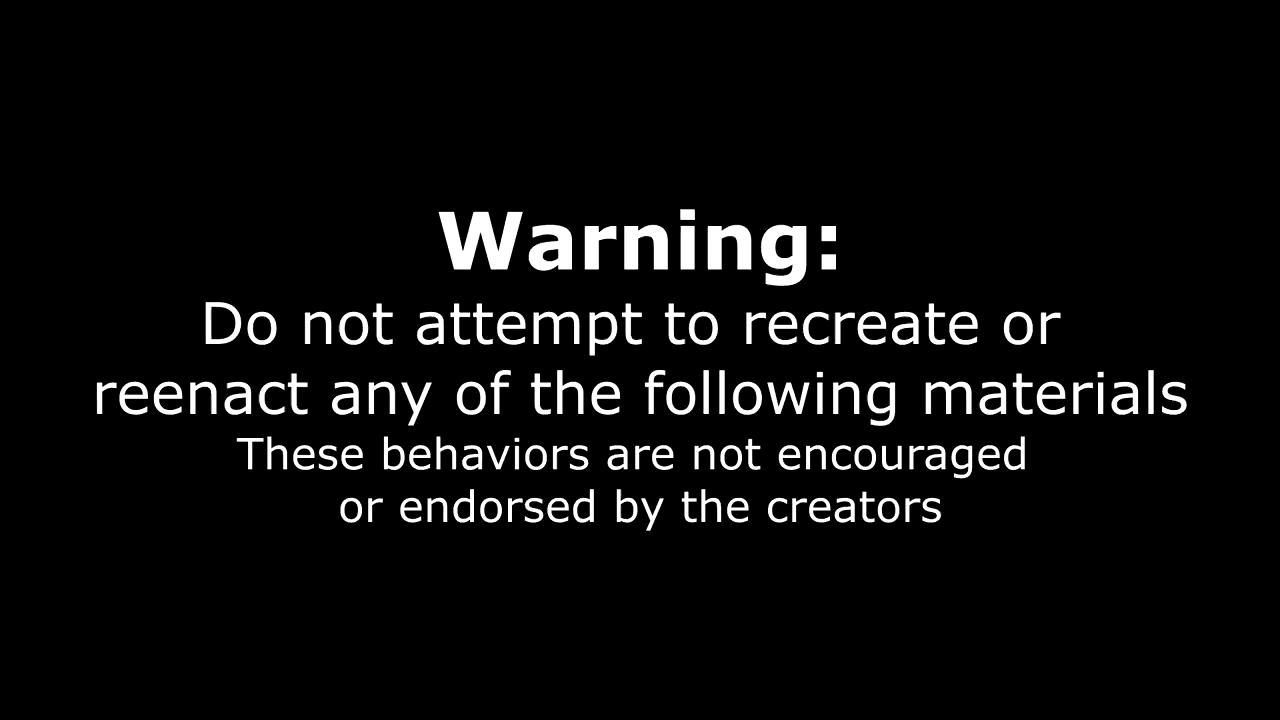 Warning:
Do not attempt to recreate or
reenact any of the following materials
These behaviors are not encouraged
or endorsed by the creators